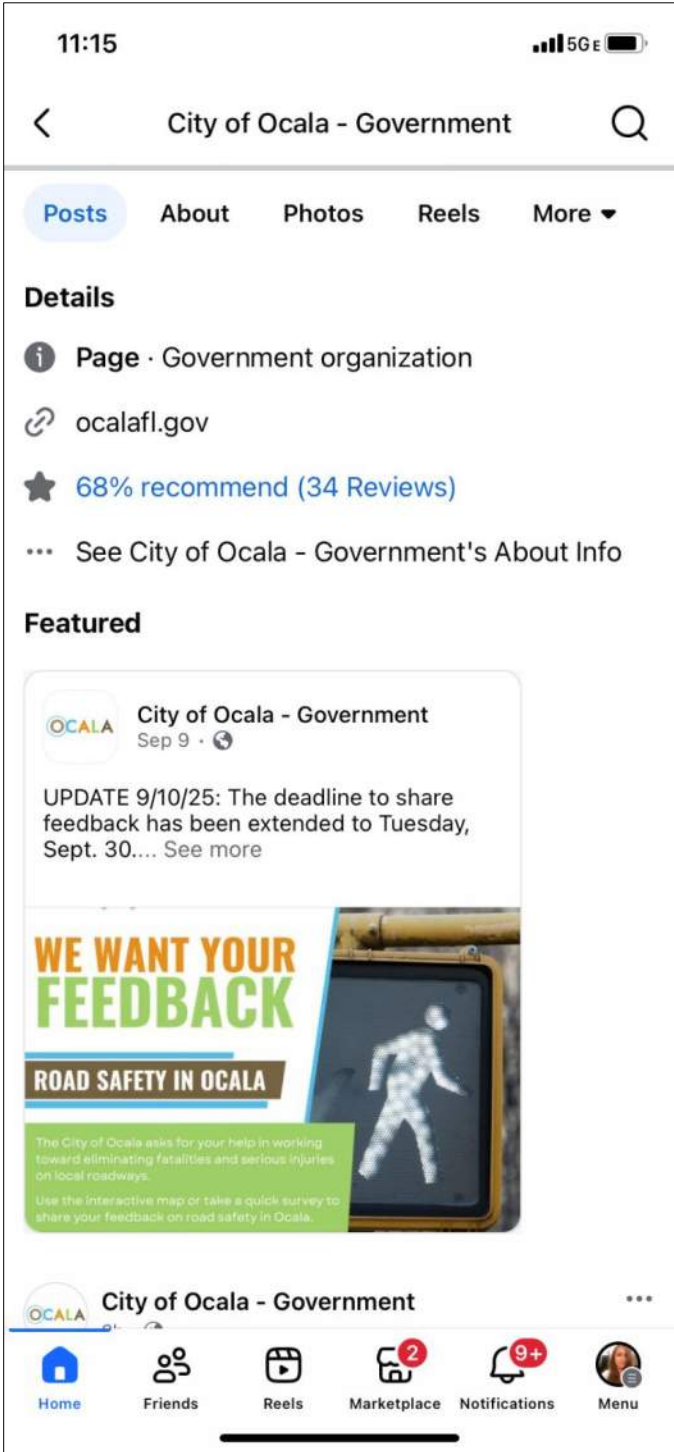 11:15
5GE
City of Ocala - Government
Posts About Photos Reels More
Details
Page · Government organization
ocalafl.gov
68% recommend (34 Reviews)
See City of Ocala - Government's About Info
Featured
OCALA
City of Ocala - Government
Sep 9 ·
UPDATE 9/10/25: The deadline to share
feedback has been extended to Tuesday,
Sept. 30.... See more
WE WANT YOUR
FEEDBACK
ROAD SAFETY IN OCALA
The City of Ocala asks for your help in working
toward eliminating fatalities and serious injuries
on local roadways.
Use the interactive map or take a quick survey to
share your feedback on road safety in Ocala.
OCALA
City of Ocala - Government
2
9+
Home Friends Reels Marketplace Notifications Menu